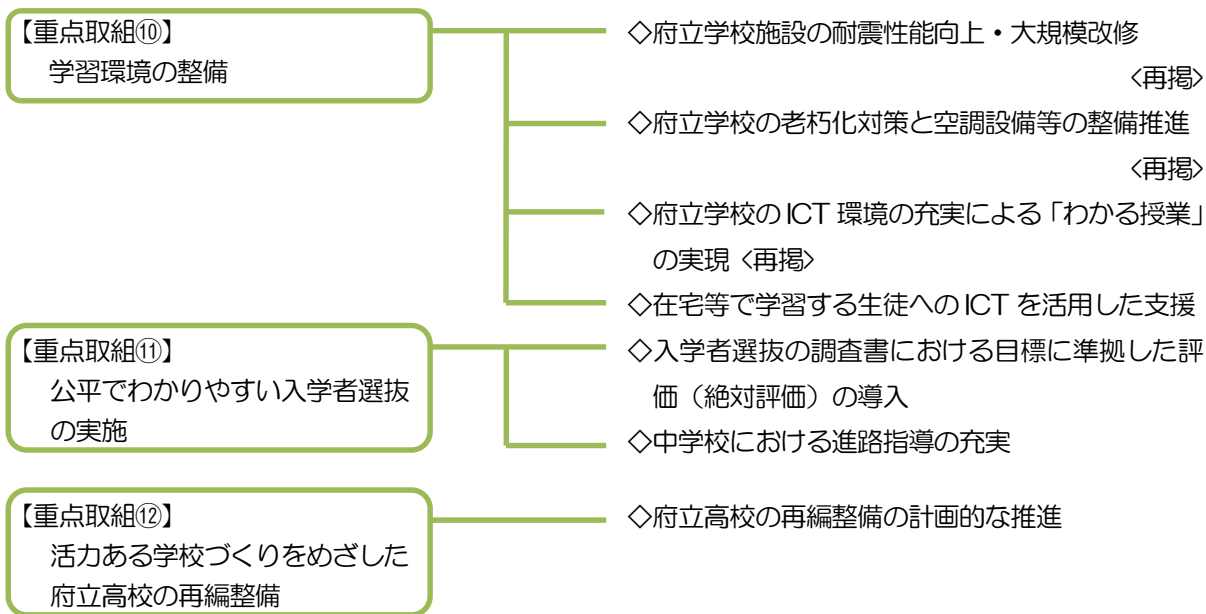 【重点取組⑩】
学習環境の整備
◇府立学校施設の耐震性能向上・大規模改修
<再掲>
◇府立学校の老朽化対策と空調設備等の整備推進
<再掲>
◇府立学校のICT環境の充実による「わかる授業」
の実現 <再掲>
◇在宅等で学習する生徒へのICTを活用した支援
【重点取組⑪】
公平でわかりやすい入学者選抜
の実施
◇入学者選抜の調査書における目標に準拠した評
価（絶対評価）の導入
◇中学校における進路指導の充実
【重点取組⑫】
活力ある学校づくりをめざした
府立高校の再編整備
◇府立高校の再編整備の計画的な推進